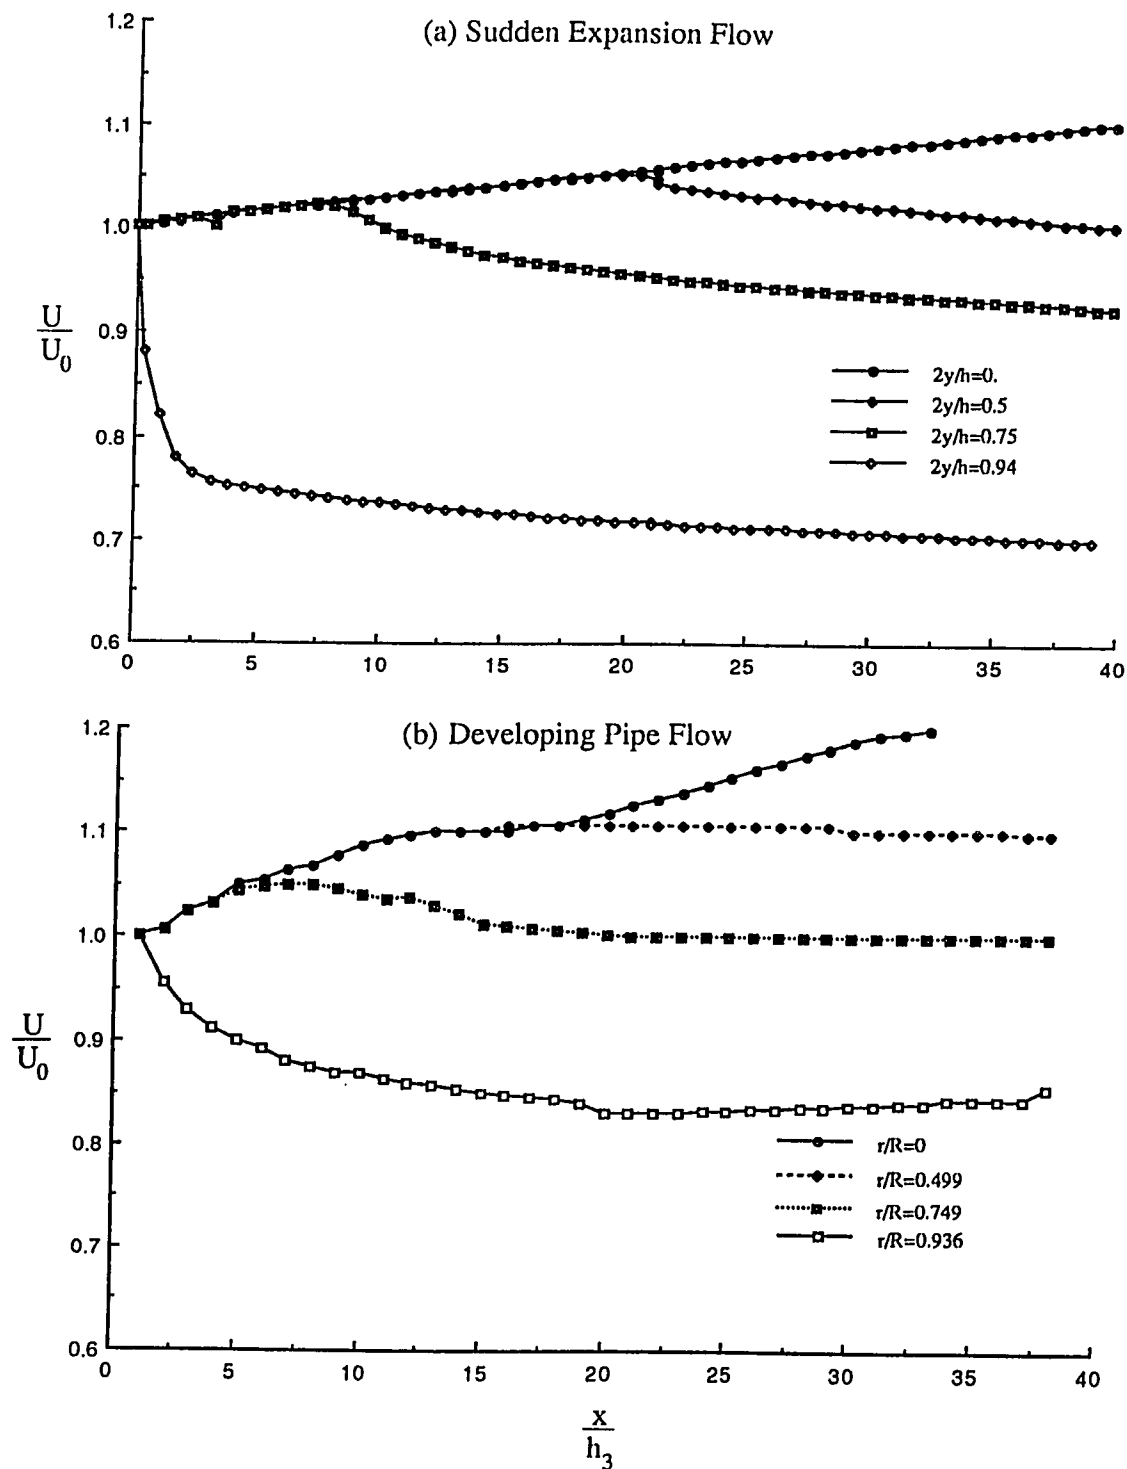 (a) Sudden Expansion Flow
1.2
1.1
1.0
0.9
0.8
0.7
0.6
U
U0
2y/h=0.
2y/h=0.5
2y/h=0.75
2y/h=0.94
0 5 10 15 20 25 30 35 40
(b) Developing Pipe Flow
1.2
1.1
1.0
0.9
0.8
0.7
0.6
U
U0
r/R=0
r/R=0.499
r/R=0.749
r/R=0.936
0 5 10 15 20 25 30 35 40
x
h3